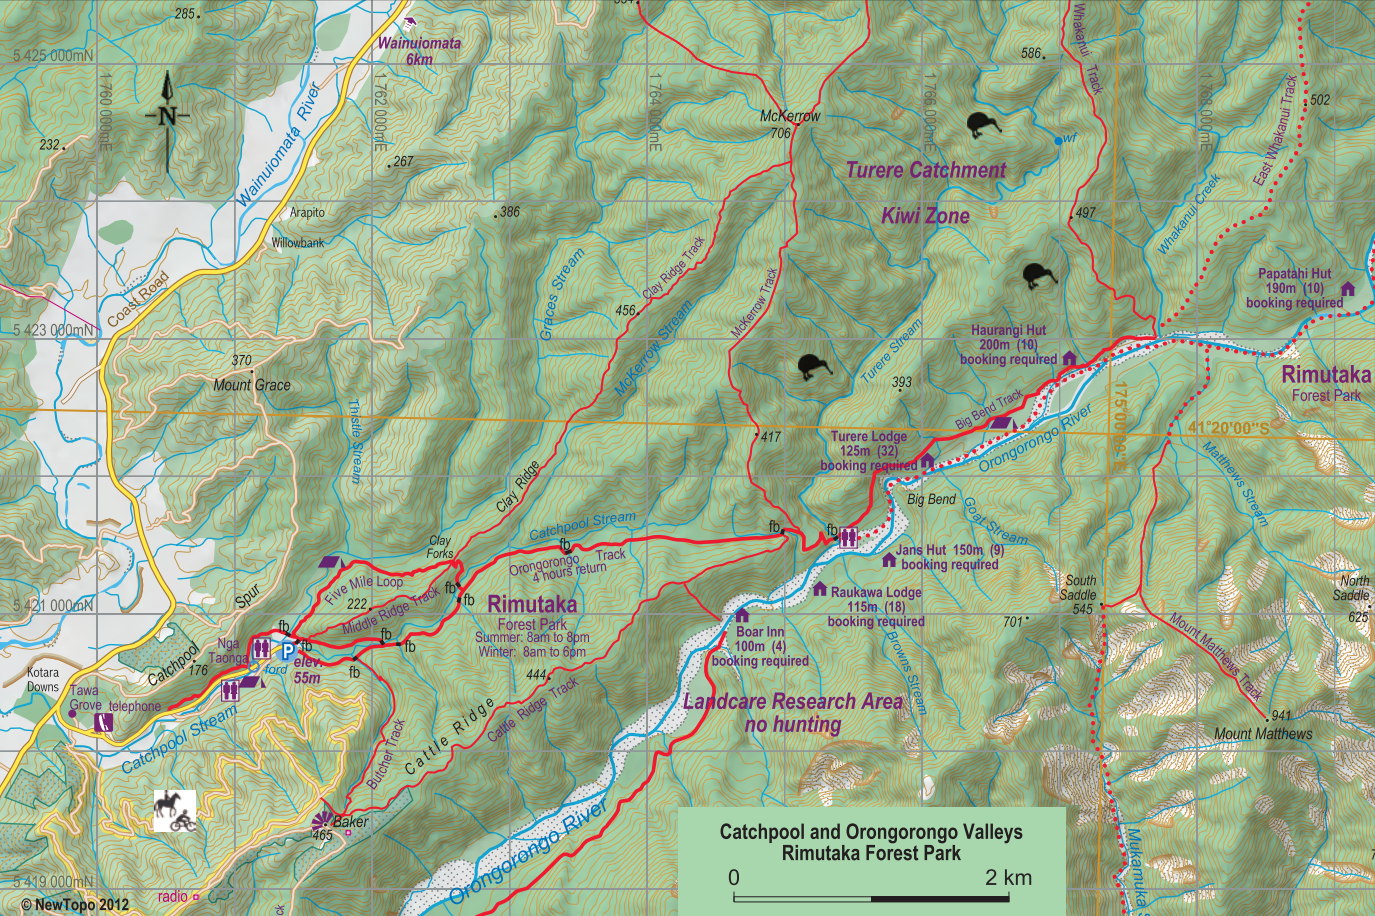 285
5 425 000mN
1 760 000mE
1 762 000mE
1 764 000mE
1 766 000mE
1 768 000mE
Wainuiomata
6km
Wainuiomata River
N
232
267
386
Arapito
Willowbank
Coast Road
5 423 000mN
McKerrow
706
586
Whakanui Track
wf
502
East Whakanui Track
Turere Catchment
Kiwi Zone
497
Whakanui Creek
Graces Stream
Clay Ridge Track
456
McKerrow Stream
McKerrow Track
Turere Stream
Papatahi Hut
190m (10)
booking required
Haurangi Hut
200m (10)
booking required
370
Mount Grace
393
Rimutaka
Forest Park
Thistle Stream
Big Bend Track
417
Turere Lodge
125m (32)
booking required
Orongorongo River
175°00'00"E
41°20'00"S
Matthews Stream
Clay Ridge
Big Bend
Goat Stream
Catchpool Stream
fb
fb
fb
Clay
Forks
Orongorongo Track
4 hours return
Jans Hut 150m (9)
booking required
Five Mile Loop
222
Middle Ridge Track
fb
fb
Rimutaka
Forest Park
Summer: 8am to 8pm
Winter: 8am to 6pm
Raukawa Lodge
115m (18)
booking required
South
Saddle
545
North
Saddle
625
5 421 000mN
Spur
fb
fb
fb
fb
fb
P
elev.
55m
ford
Nga
Taonga
Catchpool
176
Boar Inn
100m (4)
booking required
701
Browns Stream
Mount Matthews Track
Kotara
Downs
Tawa
Grove
telephone
Catchpool Stream
444
Cattle Ridge
Cattle Ridge Track
Butcher Track
Landcare Research Area
no hunting
941
Mount Matthews
Baker
465
Orongorongo River
Mukamuka S
Catchpool and Orongorongo Valleys
Rimutaka Forest Park
0
2 km
5 419 000mN
radio
© NewTopo 2012